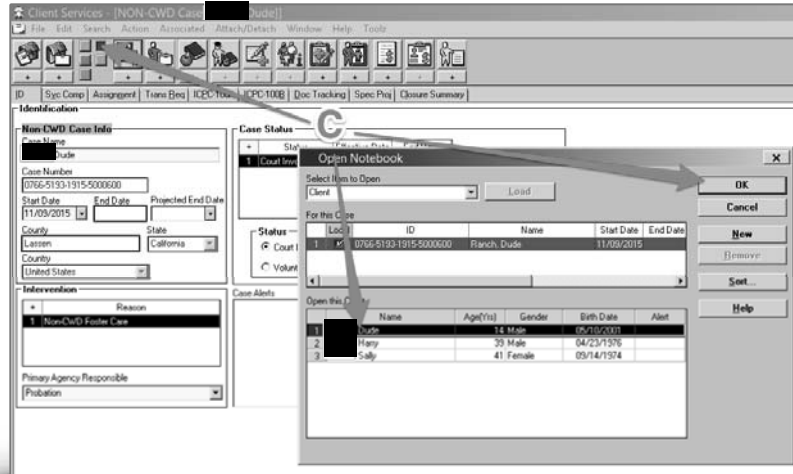 Client Services - [NON-CWD Case Dude]]
File Edit Search Action Associated Attach/Detach Window Help Tools
ID Svc Comp Assignment Trans Req ICPC-100A ICPC-100B Doc Tracking Spec Proj Closure Summary
Identification
Non-CWD Case Info
Case Name
Dude
Case Number
0766-5193-1915-5000600
Start Date End Date Projected End Date
11/09/2015
County State
Lassen California
Country
United States
Intervention
+ Reason
1 Non-CWD Foster Care
Primary Agency Responsible
Probation
Case Status
+ Effective Date
1 Court
Status
Court
Case Alerts
C
Open Notebook X
Select Item to Open
Client Load
For this Case
ID Name Start Date End Date
1 0766-5193-1915-5000600 Ranch, Dude 11/09/2015
Open this
Name Age(Yrs) Gender Birth Date Alert
1 Dude 14 Male 05/10/2001
2 Harry 39 Male 04/23/1976
3 Sally 41 Female 09/14/1974
OK
Cancel
New
Remove
Sort...
Help